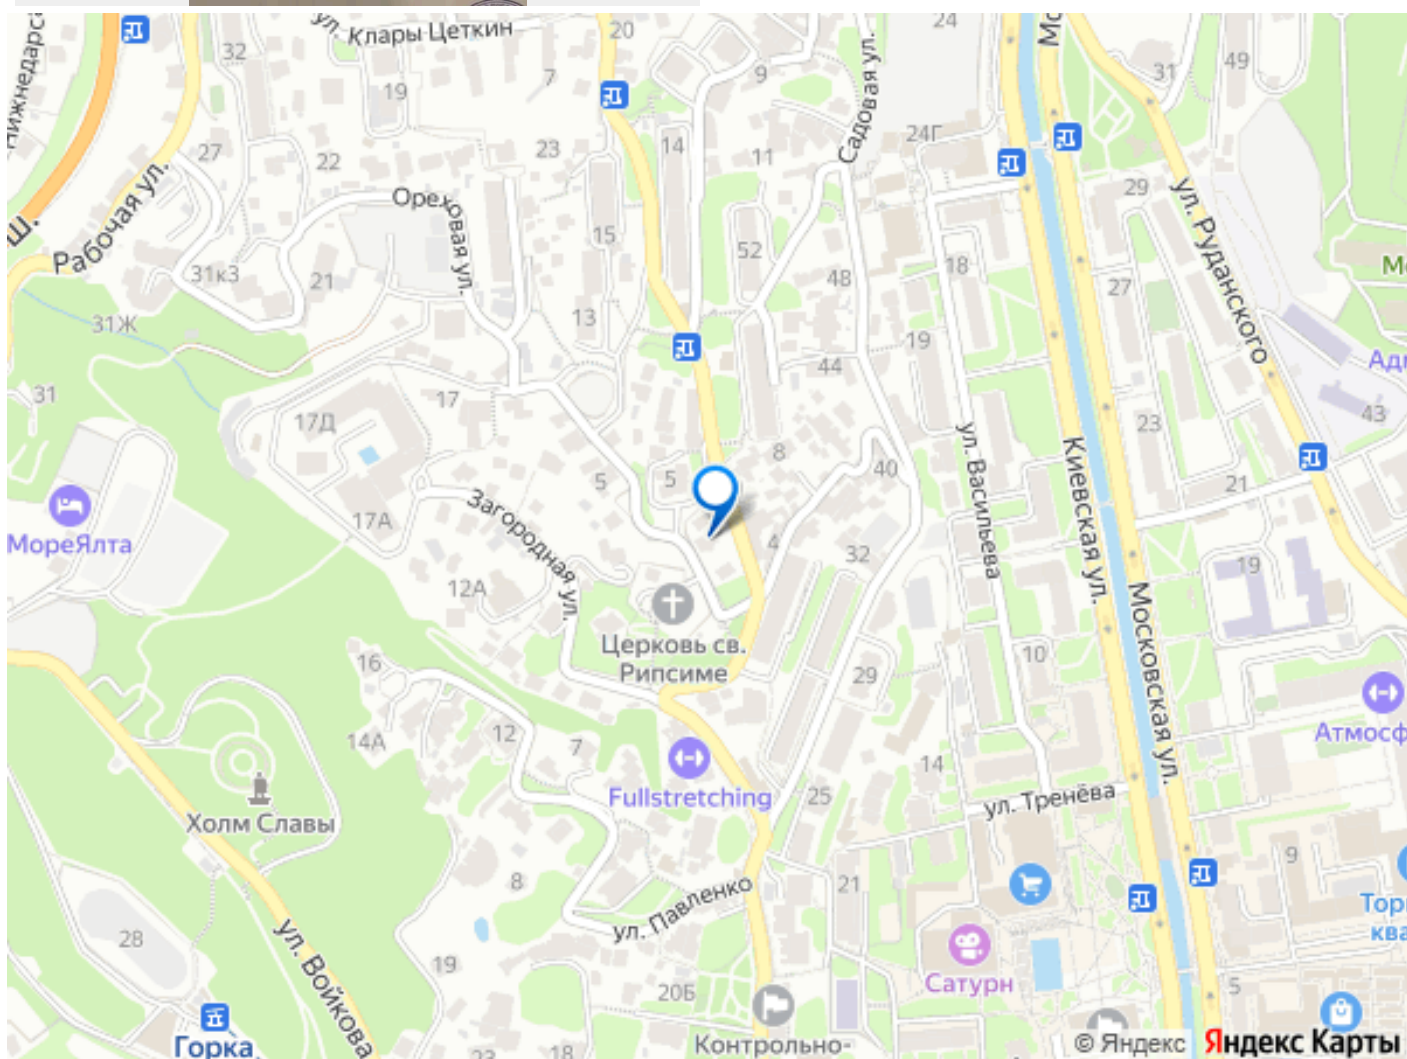 ул. Клары Цеткин
20
24
Мо
32
9
31
49
7
19
Садовая ул.
24Г
27
14
22
23
11
29
Рабочая ул.
ш.
Ореховая ул.
ул. Руданского
15
52
18
31к3
21
48
27
М
31Ж
13
19
44
Ад
31
17
17Д
23
43
8
ул. Васильева
Киевская ул.
5
5
40
21
17А
Загородная ул.
МореЯлта
4
32
19
12А
Московская ул.
Церковь св.
Рипсиме
16
10
29
12
7
14А
Атмосф
14
Fullstretching
25
ул. Тренёва
Холм Славы
9
8
21
ул. Павленко
Торг
ква
28
ул. Войкова
19
Сатурн
20Б
5
Горка
23
18
Контрольно-
© Яндекс
Яндекс Карты